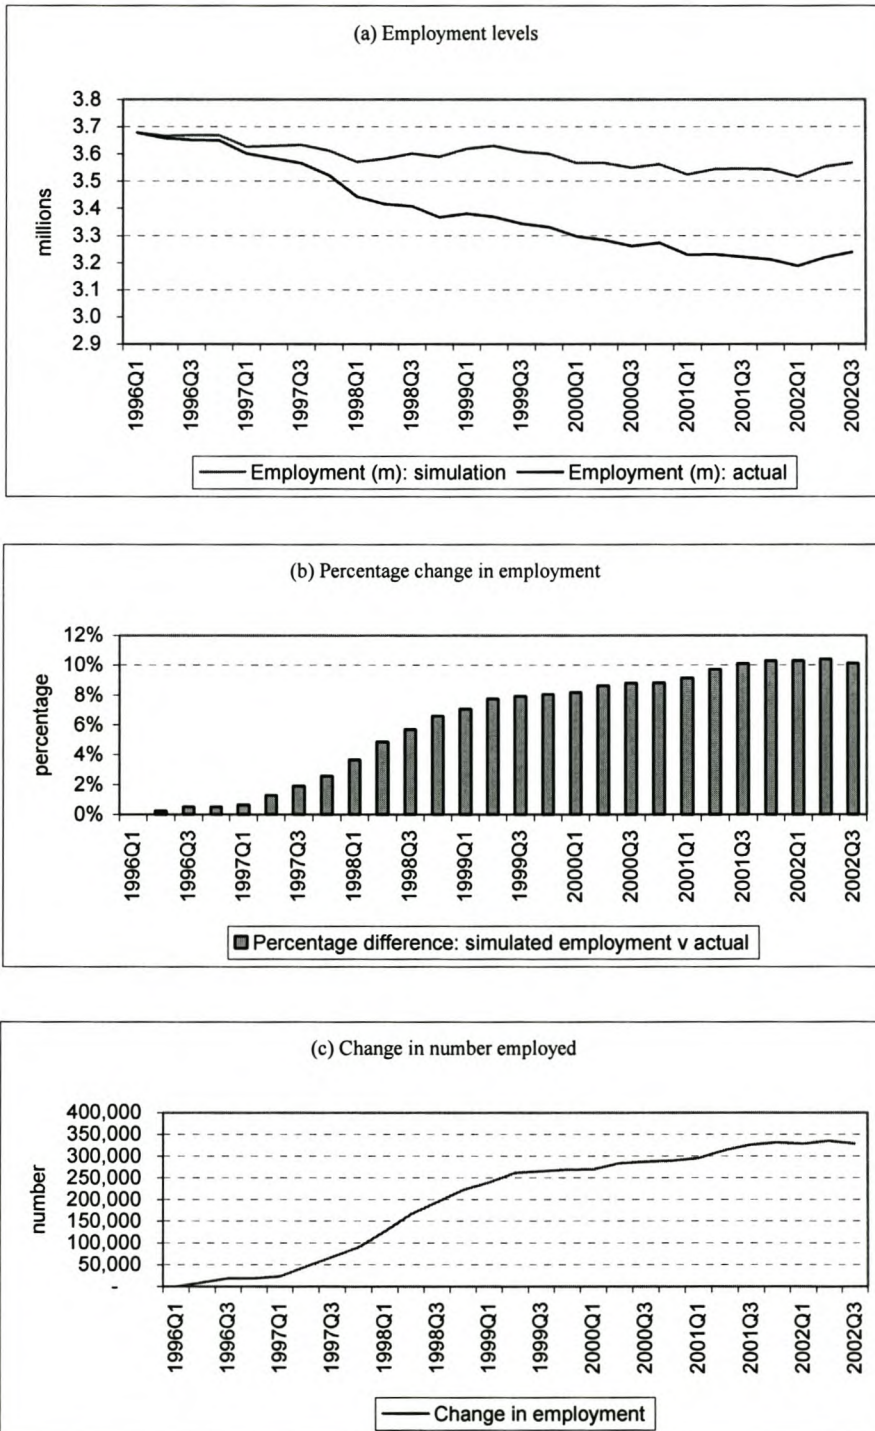 (a) Employment levels
3.8
3.7
3.6
3.5
3.4
3.3
3.2
3.1
3.0
2.9
millions
1996Q1
1996Q3
1997Q1
1997Q3
1998Q1
1998Q3
1999Q1
1999Q3
2000Q1
2000Q3
2001Q1
2001Q3
2002Q1
2002Q3
Employment (m): simulation Employment (m): actual
(b) Percentage change in employment
12%
10%
8%
6%
4%
2%
0%
percentage
1996Q1
1996Q3
1997Q1
1997Q3
1998Q1
1998Q3
1999Q1
1999Q3
2000Q1
2000Q3
2001Q1
2001Q3
2002Q1
2002Q3
Percentage difference: simulated employment v actual
(c) Change in number employed
400,000
350,000
300,000
250,000
200,000
150,000
100,000
50,000
-
number
1996Q1
1996Q3
1997Q1
1997Q3
1998Q1
1998Q3
1999Q1
1999Q3
2000Q1
2000Q3
2001Q1
2001Q3
2002Q1
2002Q3
Change in employment